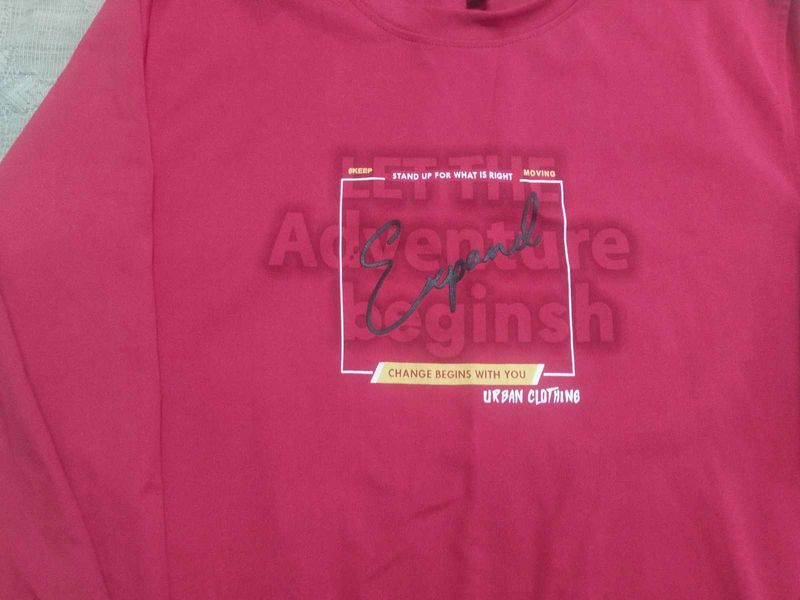 LET THE
#KEEP STAND UP FOR WHAT IS RIGHT MOVING
Adventure
Expand
beginsh
CHANGE BEGINS WITH YOU
URBAN CLOTHING